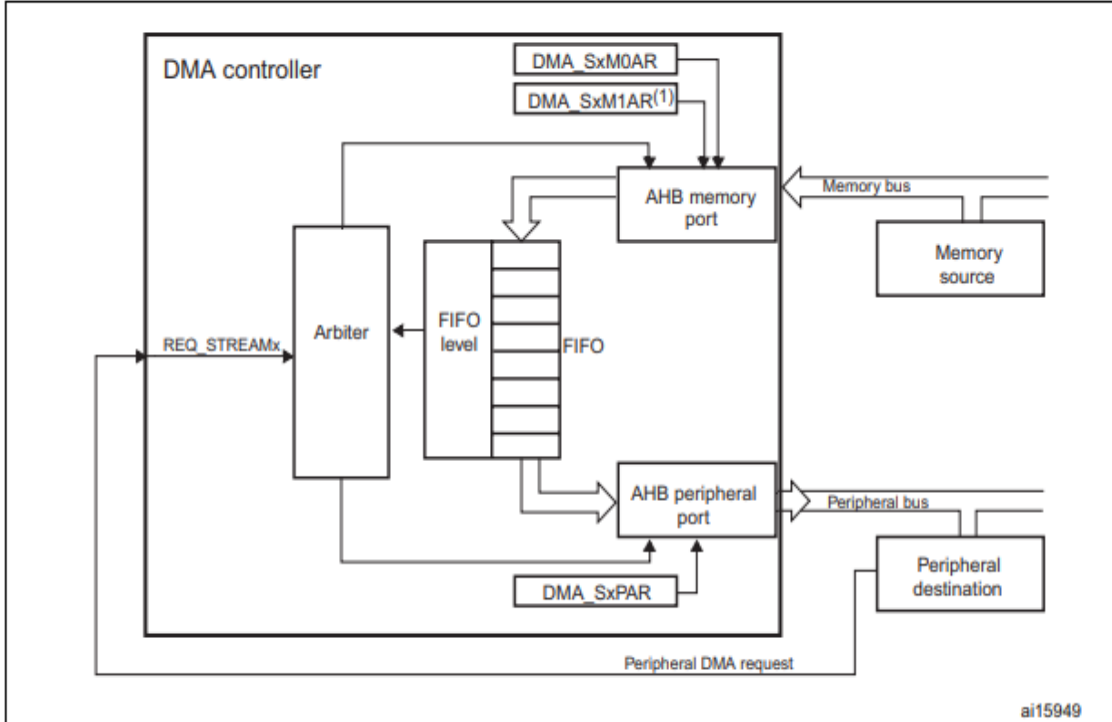 DMA controller
DMA_SxM0AR
DMA_SxM1AR(1)
AHB memory
port
Memory bus
Memory
source
Arbiter
FIFO
level
FIFO
REQ_STREAMx
AHB peripheral
port
Peripheral bus
Peripheral
destination
DMA_SxPAR
Peripheral DMA request
ai15949